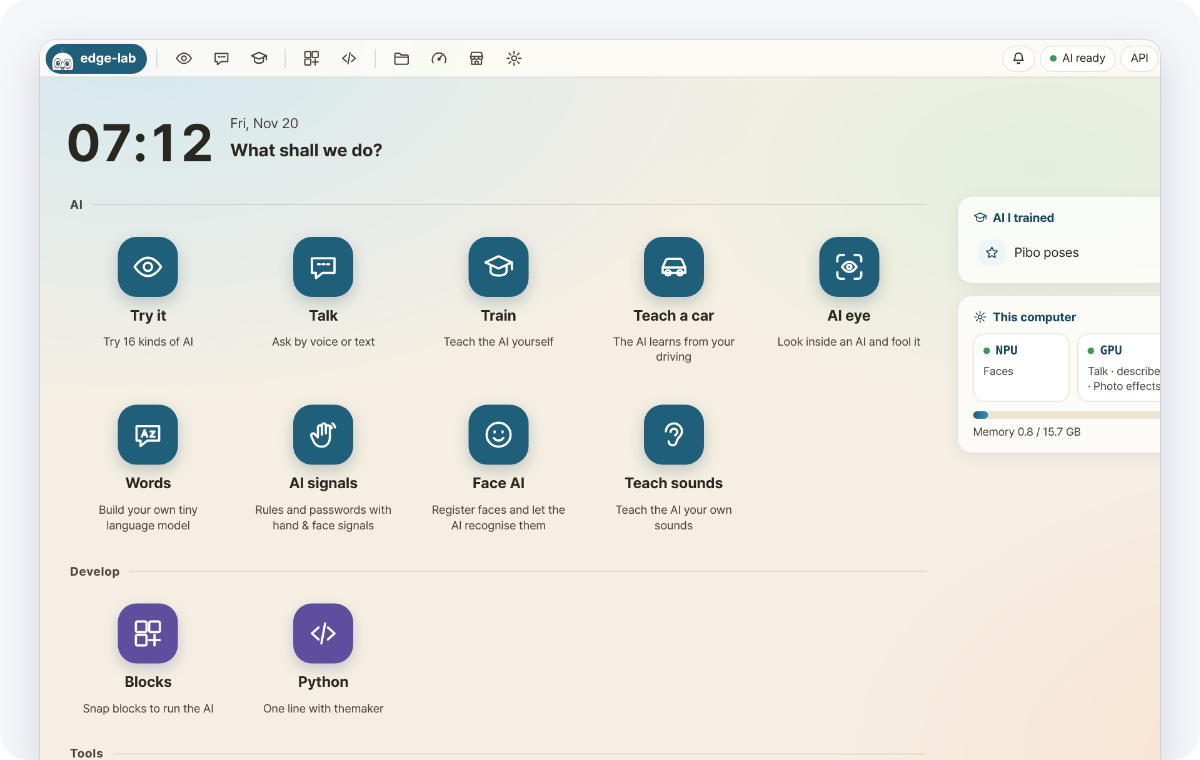 edge-lab
AI ready
API
07:12
Fri, Nov 20
What shall we do?
AI
Try it
Try 16 kinds of AI
Talk
Ask by voice or text
Train
Teach the AI yourself
Teach a car
The AI learns from your
driving
AI eye
Look inside an AI and fool it
AZ
Words
Build your own tiny
language model
AI signals
Rules and passwords with
hand & face signals
Face AI
Register faces and let the
AI recognise them
Teach sounds
Teach the AI your own
sounds
Develop
Blocks
Snap blocks to run the AI
Python
One line with themaker
Tools
AI I trained
Pibo poses
This computer
NPU
Faces
GPU
Talk · describe
· Photo effects
Memory 0.8 / 15.7 GB